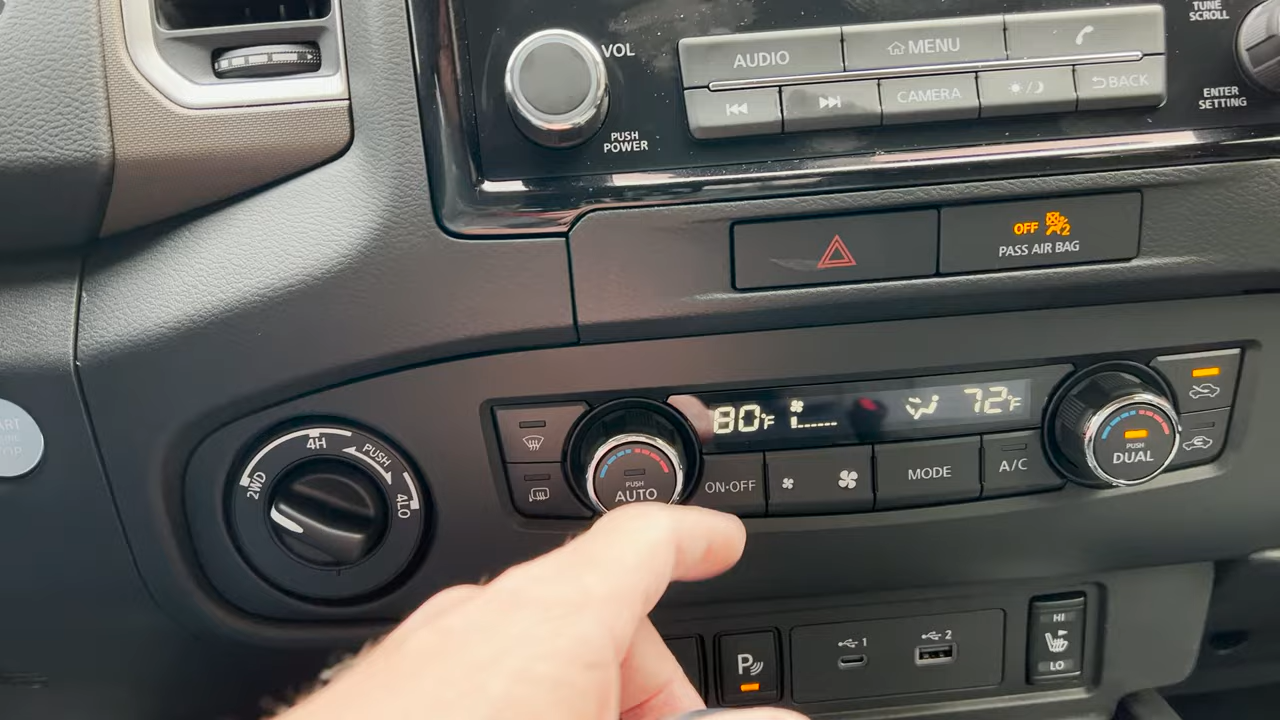 VOL
PUSH
POWER
AUDIO
MENU
CAMERA
BACK
TUNE
SCROLL
ENTER
SETTING
OFF 2
PASS AIR BAG
2WD
4H
PUSH
4LO
80°F
72°F
PUSH
AUTO
ON·OFF
MODE
A/C
PUSH
DUAL
P
1
2
HI
LO